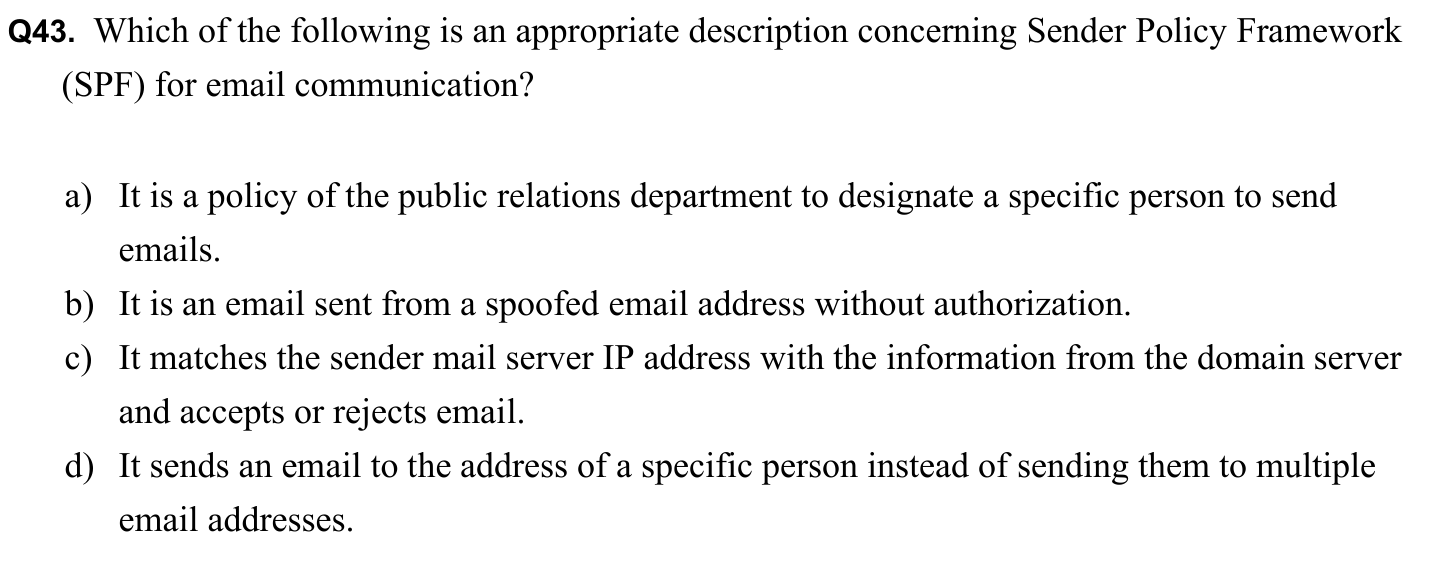 Q43. Which of the following is an appropriate description concerning Sender Policy Framework
(SPF) for email communication?
a) It is a policy of the public relations department to designate a specific person to send
emails.
b) It is an email sent from a spoofed email address without authorization.
c) It matches the sender mail server IP address with the information from the domain server
and accepts or rejects email.
d) It sends an email to the address of a specific person instead of sending them to multiple
email addresses.